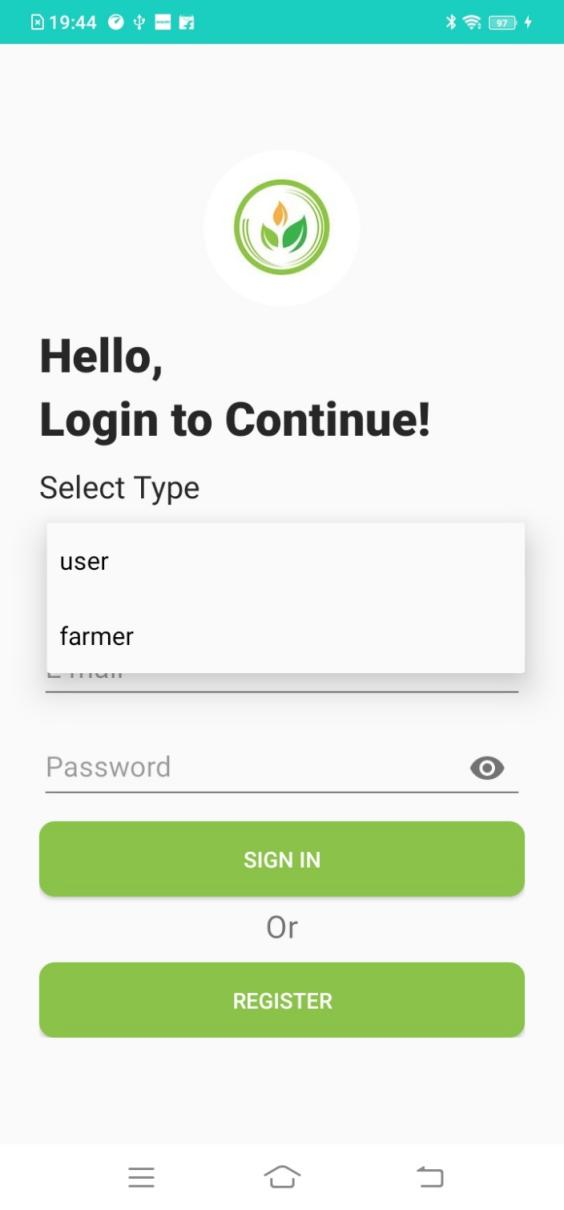 19:44
97
Hello,
Login to Continue!
Select Type
user
farmer
Password
SIGN IN
Or
REGISTER